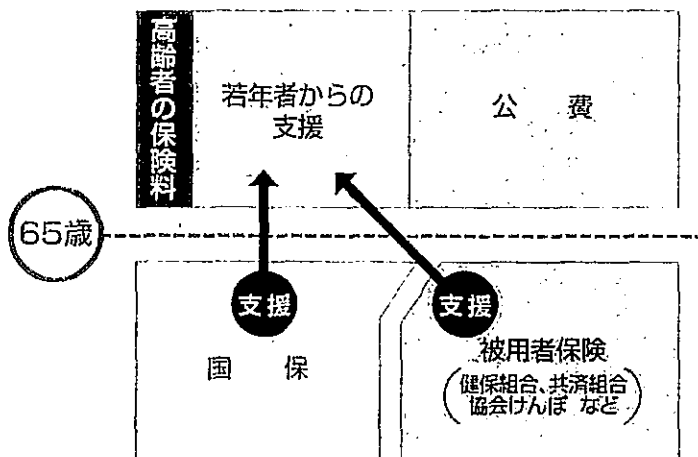 高齢者の保険料
若年者からの
支援
公費
65歳
支援
支援
国保
被用者保険
(健保組合、共済組合
協会けんぽ など)